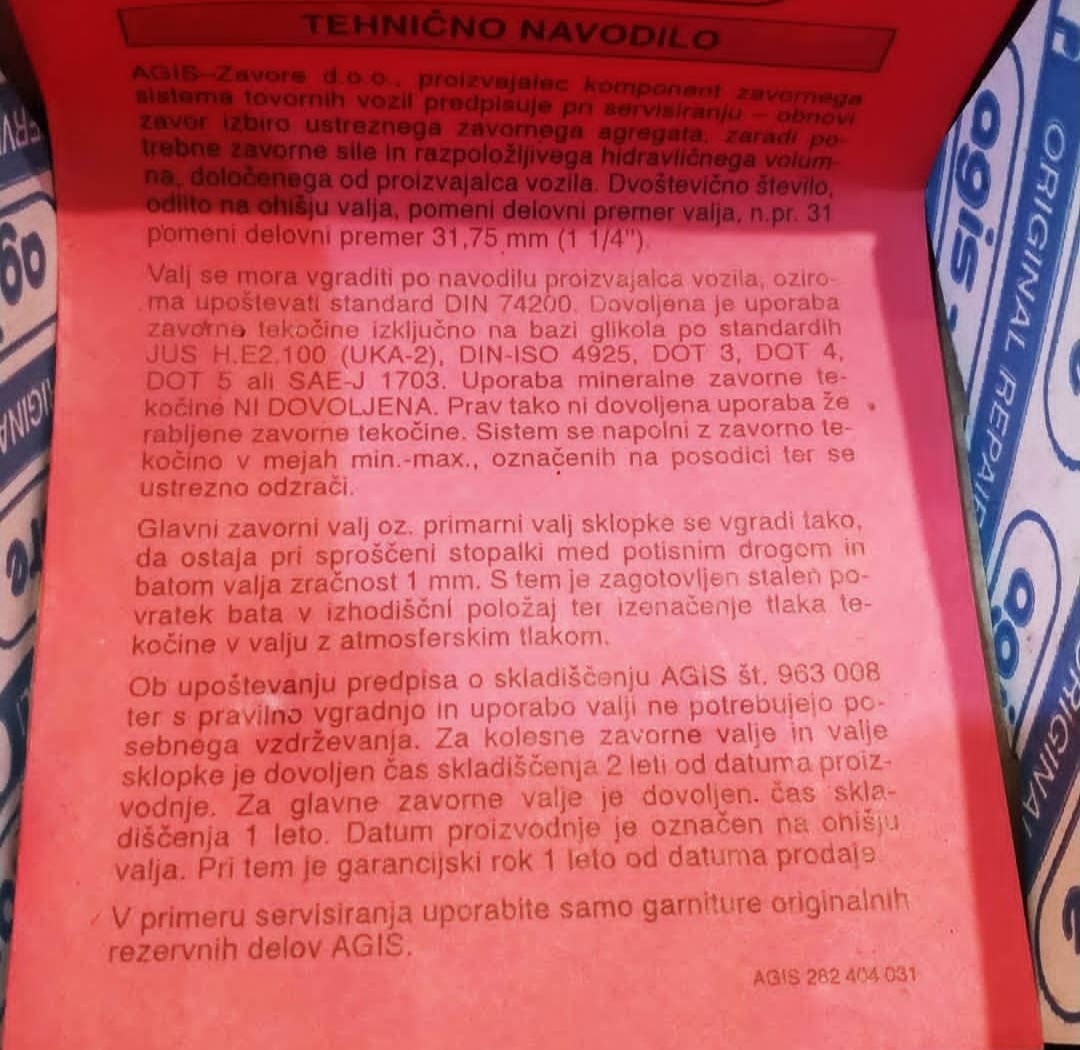 TEHNIČNO NAVODILO
AGIS-Zavore d.o.o., proizvajalec komponent zavornega
sistema tovornih vozil predpisuje pri servisiranju – obnovi
zavor izbiro ustreznega zavornega agregata, zaradi po-
trebne zavorne sile in razpoložljivega hidravličnega volum-
na, določenega od proizvajalca vozila. Dvoštevično število,
odlito na ohišju valja, pomeni delovni premer valja, n.pr. 31
pomeni delovni premer 31,75 mm (1 1/4").
Valj se mora vgraditi po navodilu proizvajalca vozila, oziro-
ma upoštevati standard DIN 74200. Dovoljena je uporaba
zavorne tekočine izključno na bazi glikola po standardih
JUS H.E2.100 (UKA-2), DIN-ISO 4925, DOT 3, DOT 4,
DOT 5 ali SAE-J 1703. Uporaba mineralne zavorne te-
kočine NI DOVOLJENA. Prav tako ni dovoljena uporaba že
rabljene zavorne tekočine. Sistem se napolni z zavorno te-
kočino v mejah min.-max., označenih na posodici ter se
ustrezno odzrači.
Glavni zavorni valj oz. primarni valj sklopke se vgradi tako,
da ostaja pri sproščeni stopalki med potisnim drogom in
batom valja zračnost 1 mm. S tem je zagotovljen stalen po-
vratek bata v izhodiščni položaj ter izenačenje tlaka te-
kočine v valju z atmosferskim tlakom.
Ob upoštevanju predpisa o skladiščenju AGIS št. 963 008
ter s pravilno vgradnjo in uporabo valji ne potrebujejo po-
sebnega vzdrževanja. Za kolesne zavorne valje in valje
sklopke je dovoljen čas skladiščenja 2 leti od datuma proiz-
vodnje. Za glavne zavorne valje je dovoljen. čas skla-
diščenja 1 leto. Datum proizvodnje je označen na ohišju
valja. Pri tem je garancijski rok 1 leto od datuma prodaje.
V primeru servisiranja uporabite samo garniture originalnih
rezervnih delov AGIS.
AGIS 282 404 031
agis
ORIGINAL REPAIR
ag
ORIGINA
ag
RIGINA